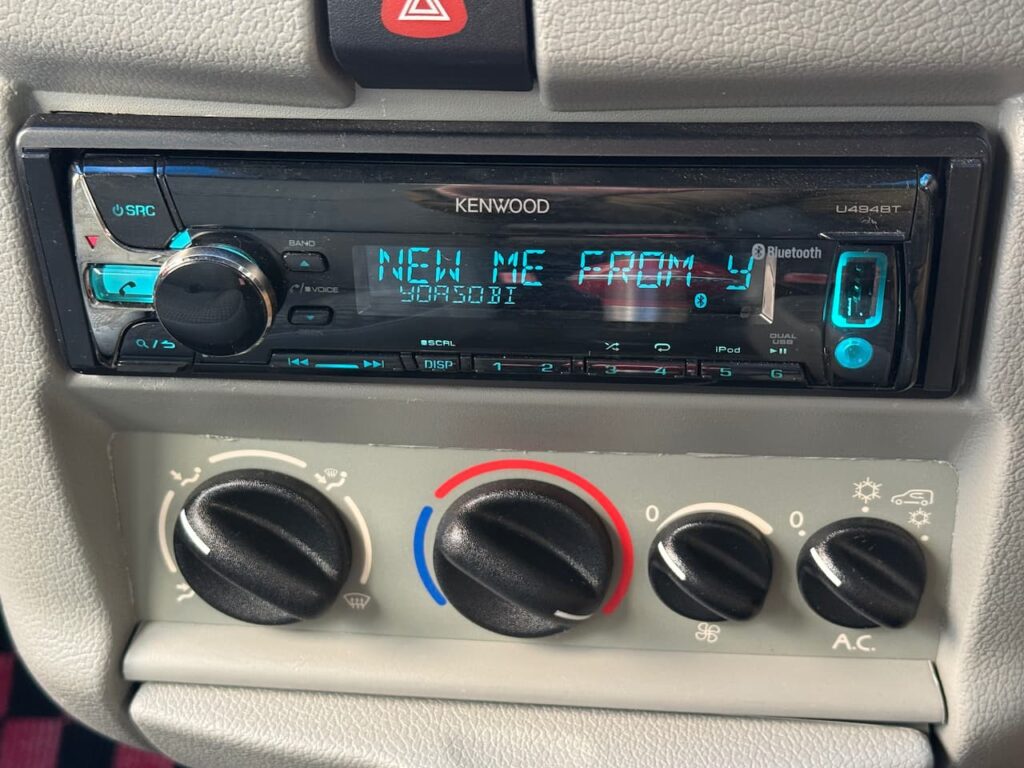 SRC
KENWOOD
U494BT
BAND
Bluetooth
NEW ME FROM Y
YOASOBI
VOICE
SCRL
DISP
1 2 3 4 5 6
iPod
DUAL
USB
0
0
A.C.